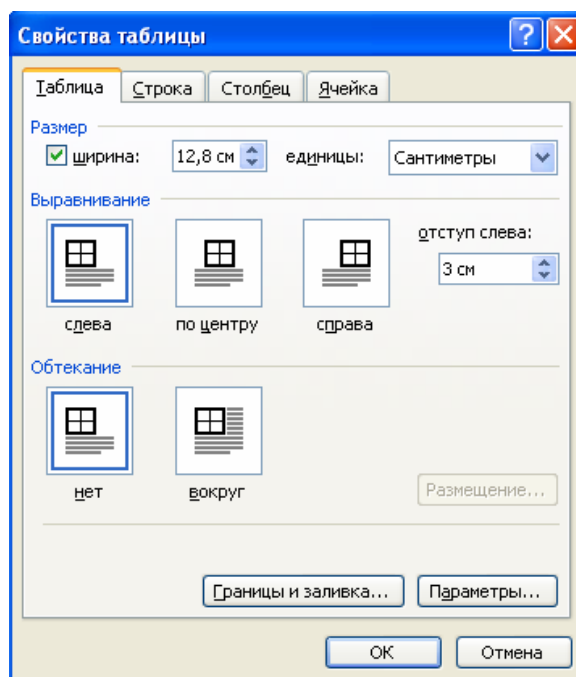 Свойства таблицы
Таблица Строка Столбец Ячейка
Размер
ширина: 12,8 см единицы: Сантиметры
Выравнивание
отступ слева:
3 см
слева по центру справа
Обтекание
нет вокруг
Размещение...
Границы и заливка... Параметры...
ОК Отмена